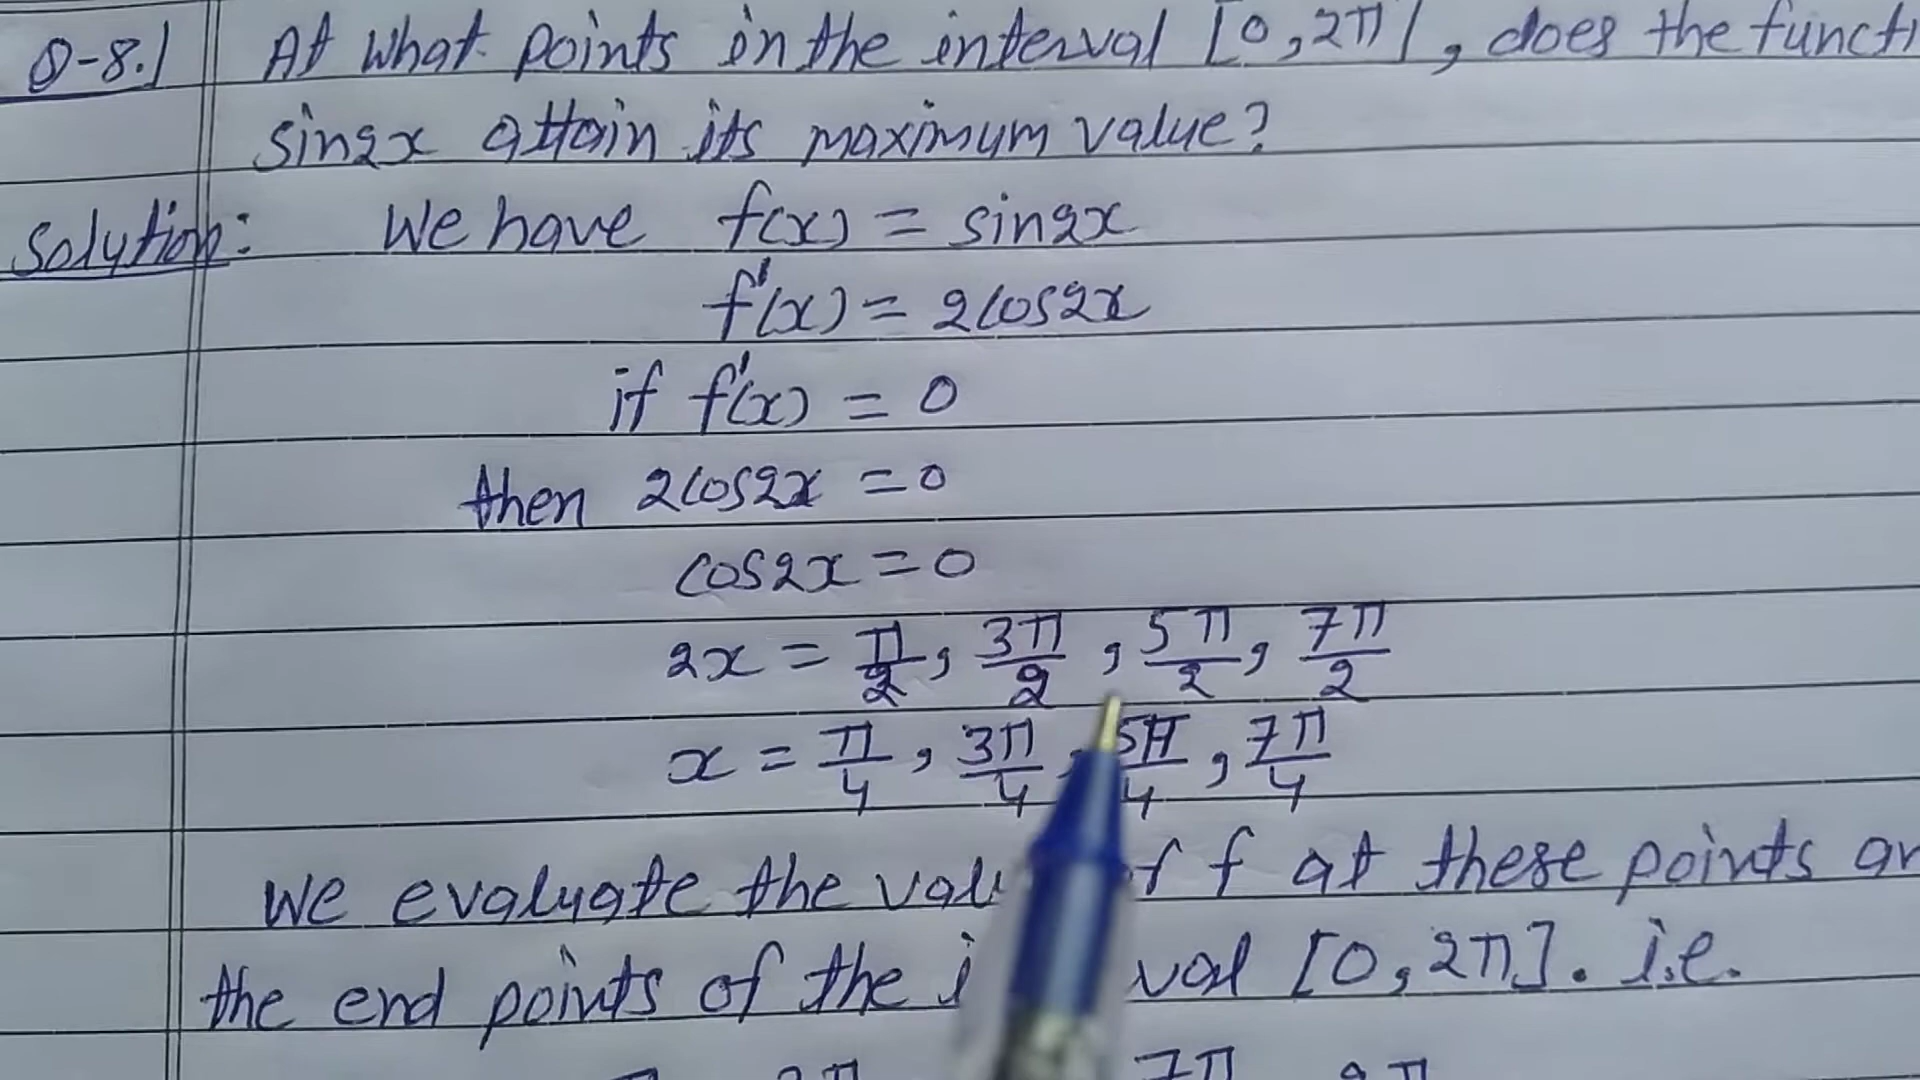 Q-8.| At what points in the interval [0, 2π], does the functi
sin2x attain its maximum value?
Solution: We have f(x) = sin2x
f'(x) = 2cos2x
if f'(x) = 0
then 2cos2x = 0
cos2x = 0
2x = π/2, 3π/2, 5π/2, 7π/2
x = π/4, 3π/4, 5π/4, 7π/4
We evaluate the f at these points
the end points of the [0, 2π]. i.e.
7π